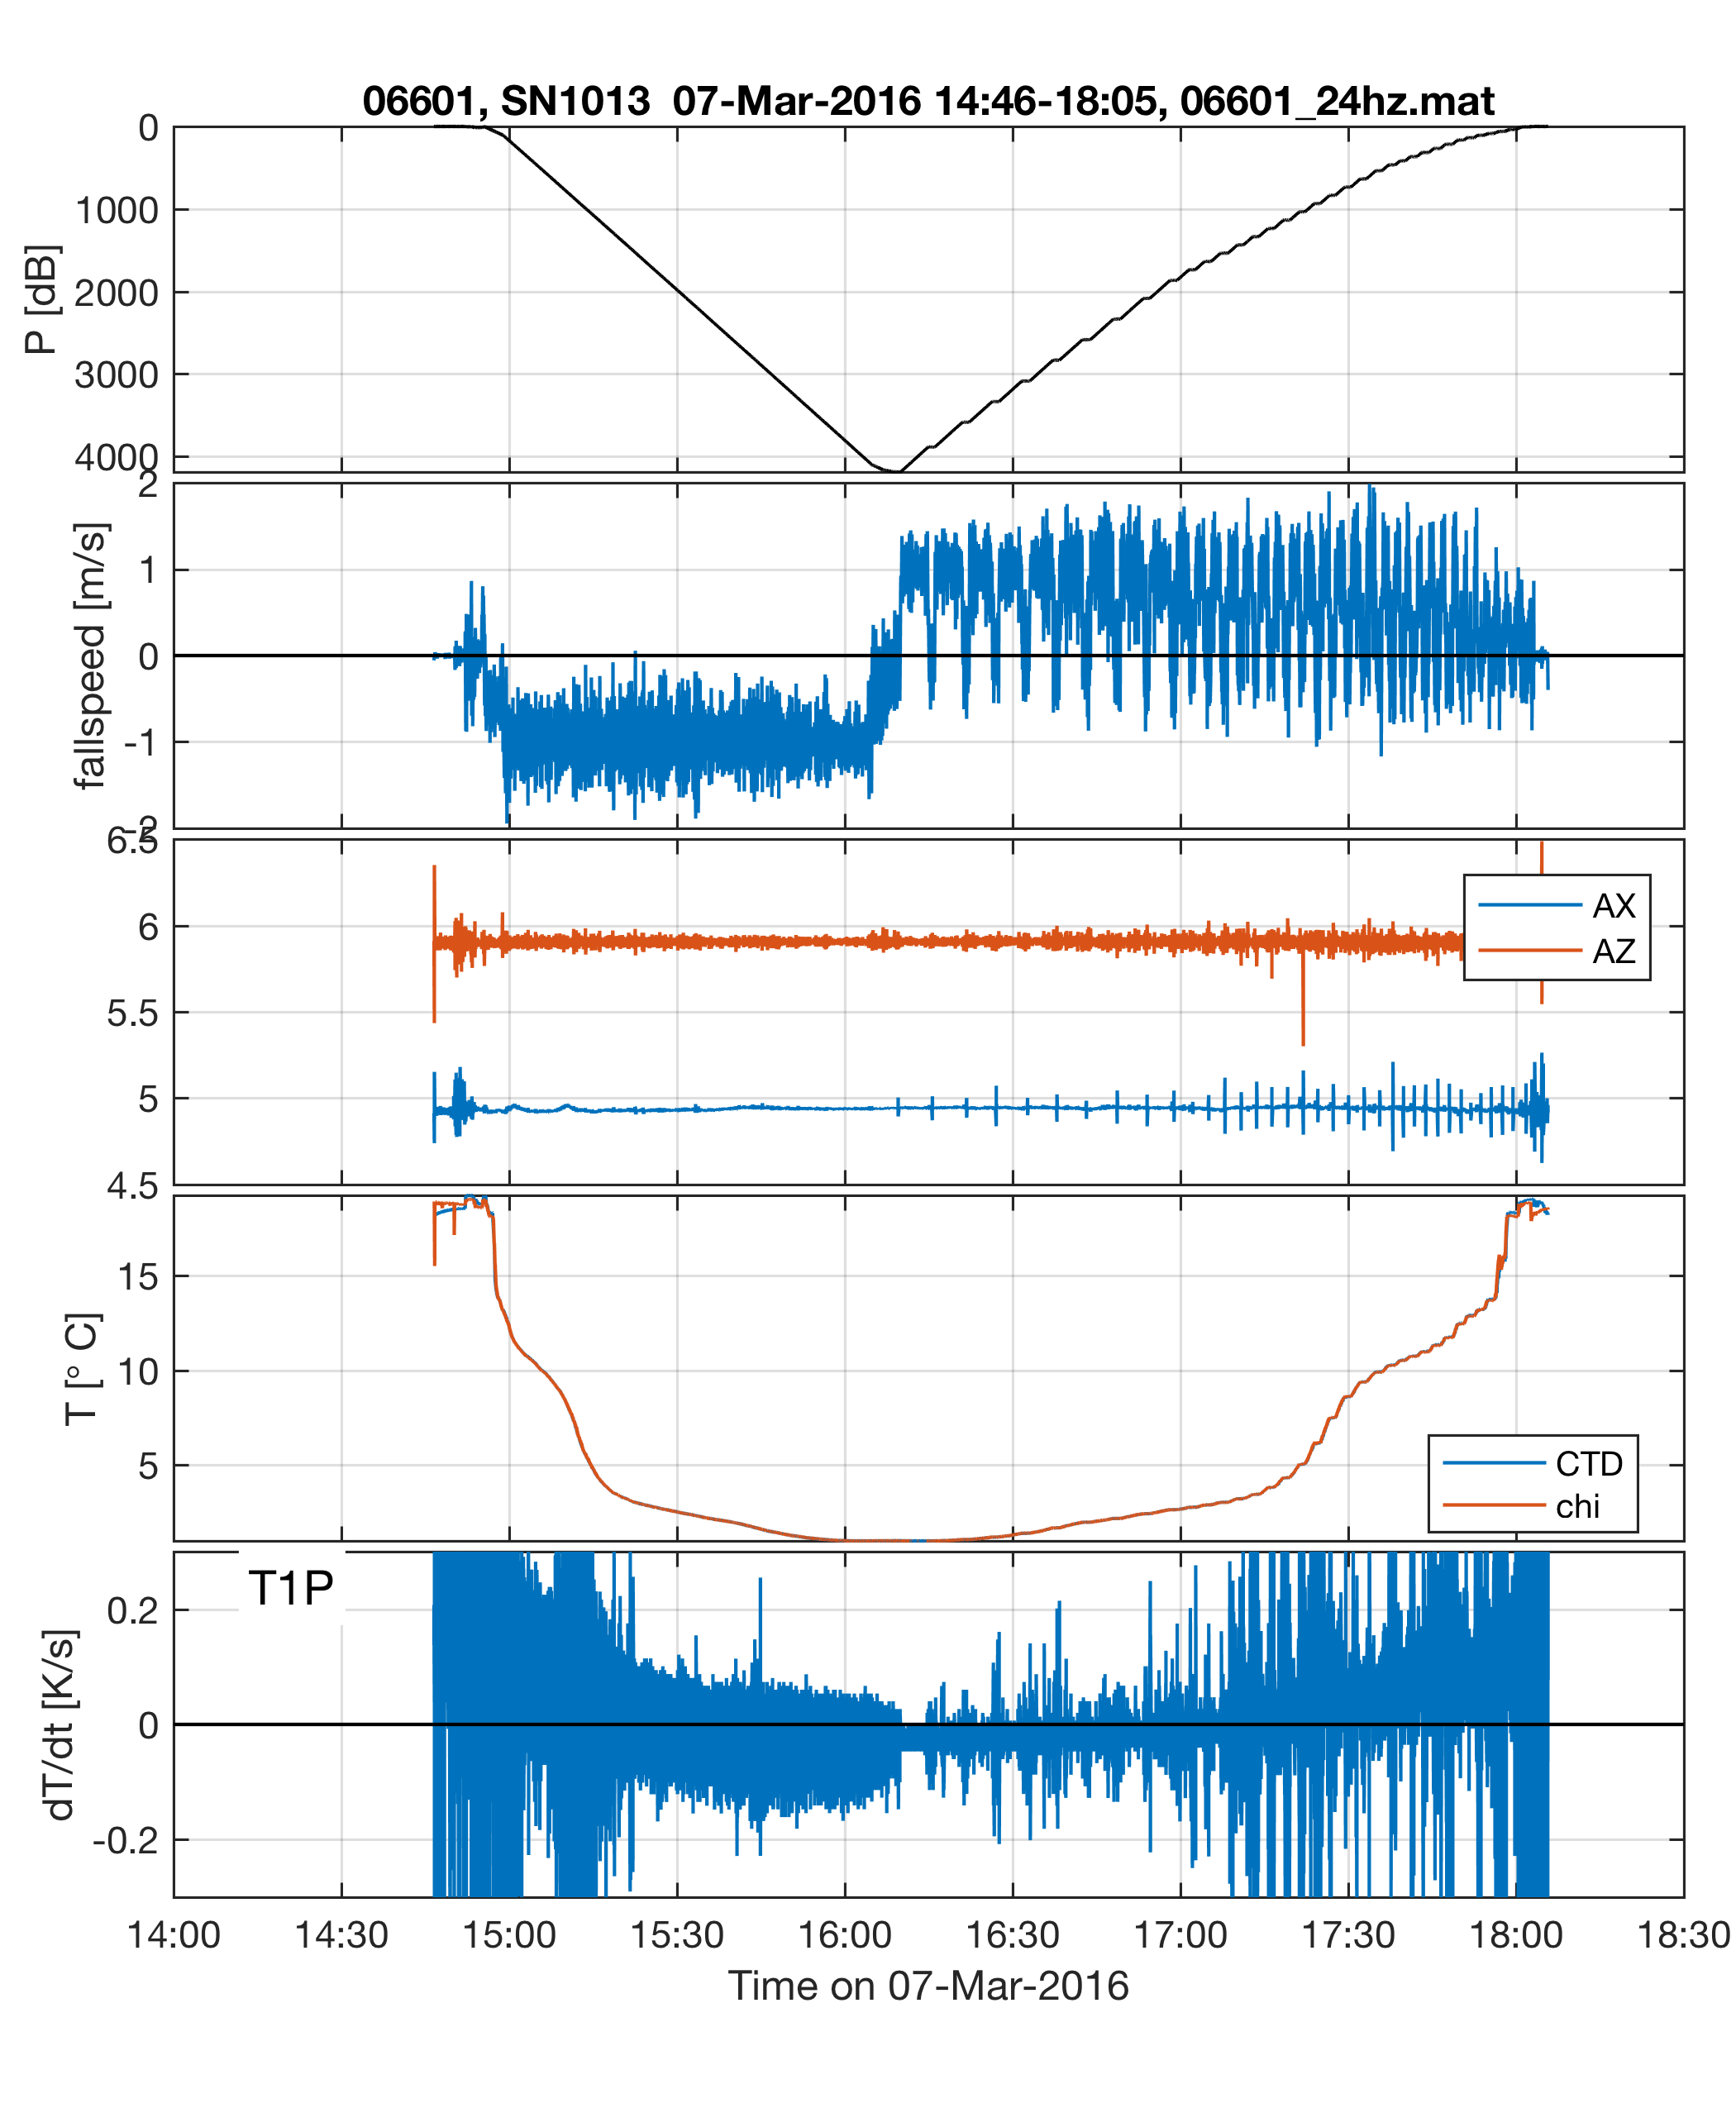 06601, SN1013  07-Mar-2016 14:46-18:05, 06601_24hz.mat
0
1000
2000
3000
4000
P [dB]
2
1
0
-1
-2
fallspeed [m/s]
6.5
6
5.5
5
4.5
AX
AZ
15
10
5
T [° C]
CTD
chi
T1P
0.2
0
-0.2
dT/dt [K/s]
14:00 14:30 15:00 15:30 16:00 16:30 17:00 17:30 18:00 18:30
Time on 07-Mar-2016